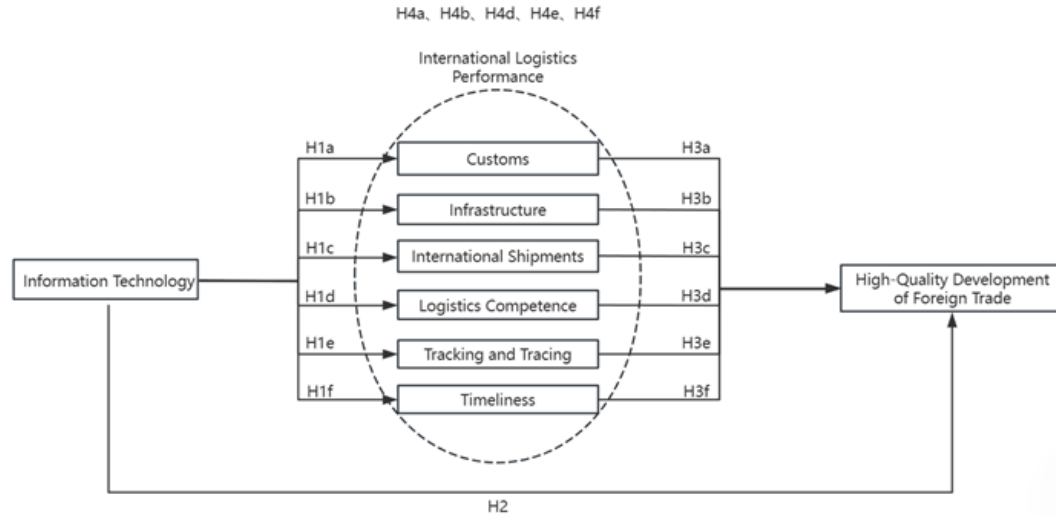 H4a、H4b、H4d、H4e、H4f
International Logistics
Performance
H1a
Customs
H3a
H1b
Infrastructure
H3b
H1c
International Shipments
H3c
Information Technology
High-Quality Development
of Foreign Trade
H1d
Logistics Competence
H3d
H1e
Tracking and Tracing
H3e
H1f
Timeliness
H3f
H2